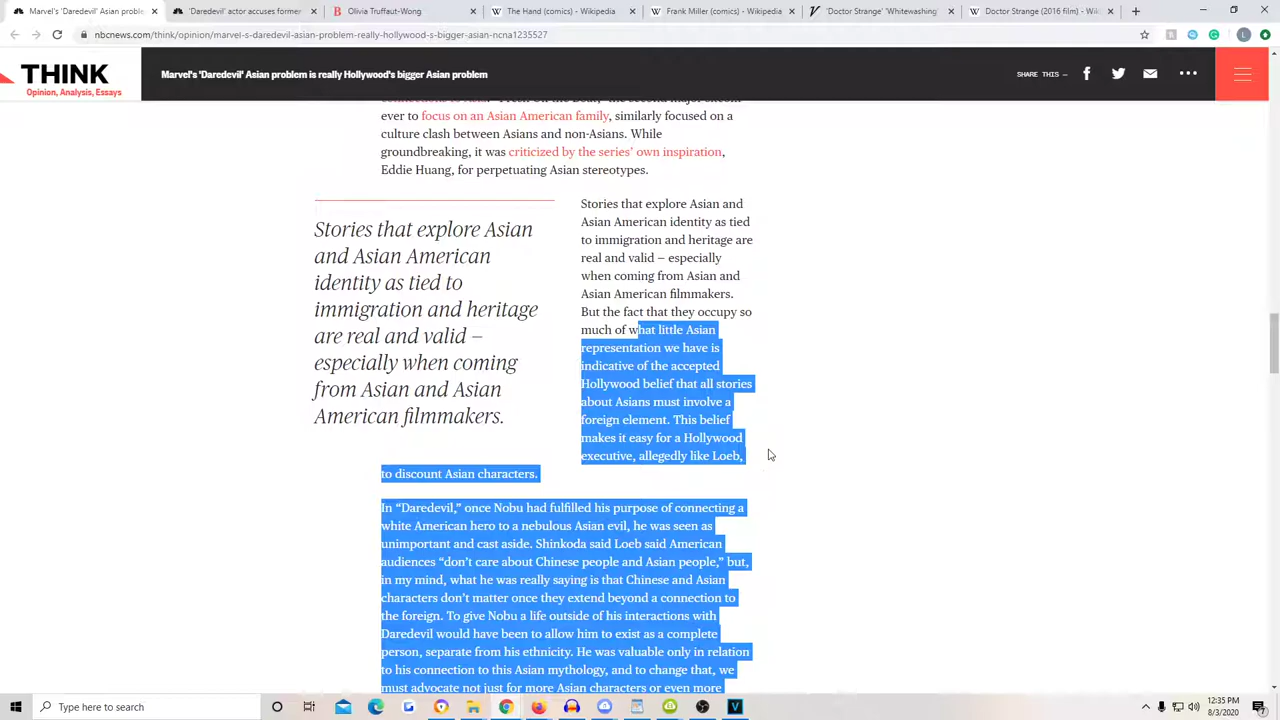 Marvel's 'Daredevil' Asian proble
'Daredevil' actor accuses former
Olivia Truffaut-Wong
The Hand (comics) - Wikipedia
Frank Miller (comics) - Wikipedi
'Doctor Strange' 'Whitewashing'
Doctor Strange (2016 film) - Wiki
nbcnews.com/think/opinion/marvel-s-daredevil-asian-problem-really-hollywood-s-bigger-asian-ncna1235527
THINK
Opinion, Analysis, Essays
Marvel's 'Daredevil' Asian problem is really Hollywood's bigger Asian problem
SHARE THIS —
ever to focus on an Asian American family, similarly focused on a
culture clash between Asians and non-Asians. While
groundbreaking, it was criticized by the series' own inspiration,
Eddie Huang, for perpetuating Asian stereotypes.
Stories that explore Asian
and Asian American
identity as tied to
immigration and heritage
are real and valid —
especially when coming
from Asian and Asian
American filmmakers.
Stories that explore Asian and
Asian American identity as tied
to immigration and heritage are
real and valid — especially
when coming from Asian and
Asian American filmmakers.
But the fact that they occupy so
much of what little Asian
representation we have is
indicative of the accepted
Hollywood belief that all stories
about Asians must involve a
foreign element. This belief
makes it easy for a Hollywood
executive, allegedly like Loeb,
to discount Asian characters.
In “Daredevil,” once Nobu had fulfilled his purpose of connecting a
white American hero to a nebulous Asian evil, he was seen as
unimportant and cast aside. Shinkoda said Loeb said American
audiences “don't care about Chinese people and Asian people,” but,
in my mind, what he was really saying is that Chinese and Asian
characters don't matter once they extend beyond a connection to
the foreign. To give Nobu a life outside of his interactions with
Daredevil would have been to allow him to exist as a complete
person, separate from his ethnicity. He was valuable only in relation
to his connection to this Asian mythology, and to change that, we
must advocate not just for more Asian characters or even more
Type here to search
12:35 PM
8/3/2020